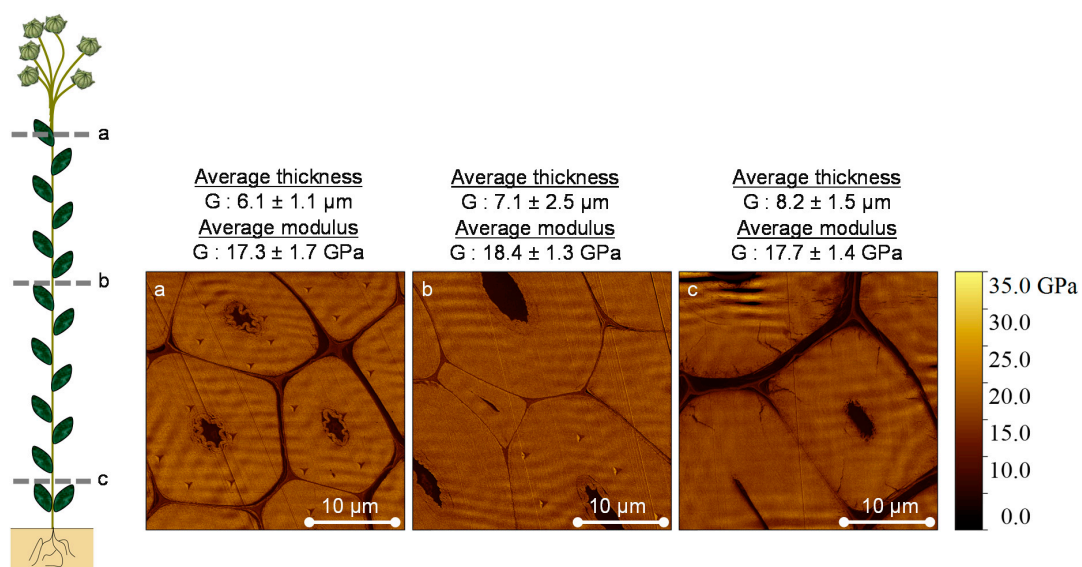 a
b
c
Average thickness
G : 6.1 ± 1.1 µm
Average modulus
G : 17.3 ± 1.7 GPa
Average thickness
G : 7.1 ± 2.5 µm
Average modulus
G : 18.4 ± 1.3 GPa
Average thickness
G : 8.2 ± 1.5 µm
Average modulus
G : 17.7 ± 1.4 GPa
a
10 µm
b
10 µm
c
10 µm
35.0 GPa
30.0
25.0
20.0
15.0
10.0
0.0